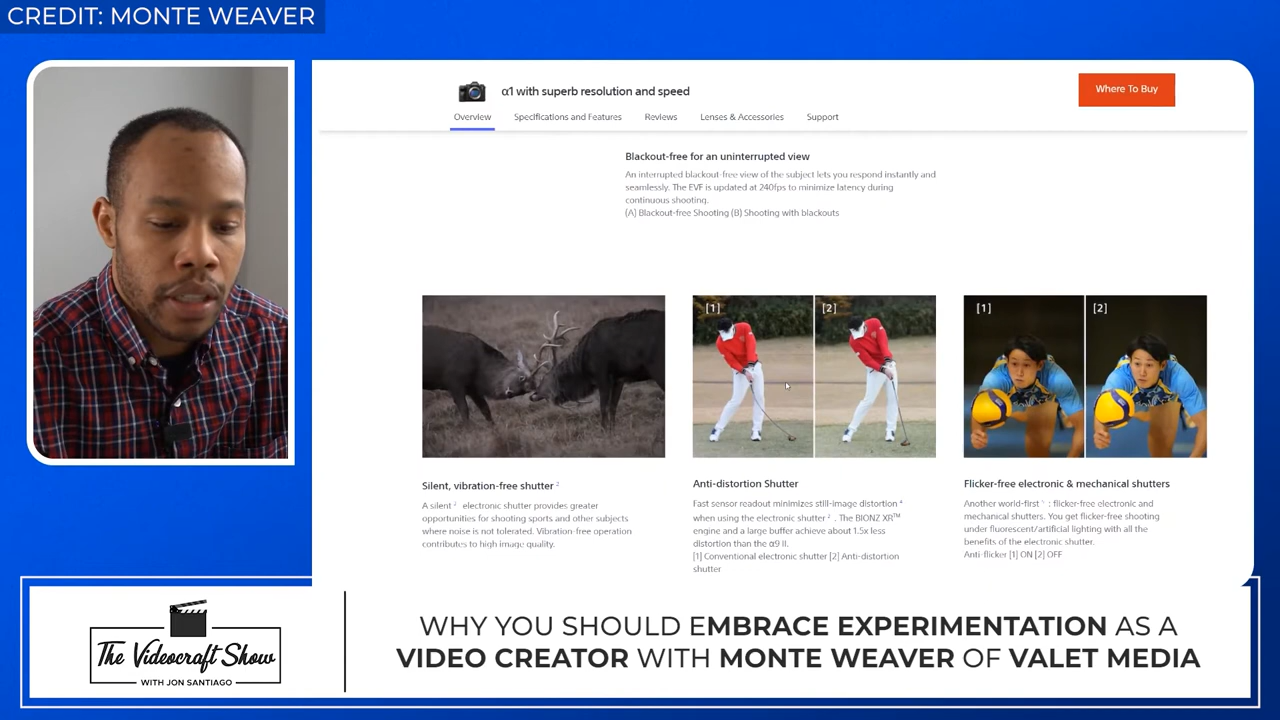 CREDIT: MONTE WEAVER
α1 with superb resolution and speed
Where To Buy
Overview Specifications and Features Reviews Lenses & Accessories Support
Blackout-free for an uninterrupted view
An interrupted blackout-free view of the subject lets you respond instantly and
seamlessly. The EVF is updated at 240fps to minimize latency during
continuous shooting.
(A) Blackout-free Shooting (B) Shooting with blackouts
[1] [2]
[1] [2]
Silent, vibration-free shutter 2
A silent 2 electronic shutter provides greater
opportunities for shooting sports and other subjects
where noise is not tolerated. Vibration-free operation
contributes to high image quality.
Anti-distortion Shutter
Fast sensor readout minimizes still-image distortion 4
when using the electronic shutter 2 . The BIONZ XR™
engine and a large buffer achieve about 1.5x less
distortion than the α9 II.
[1] Conventional electronic shutter [2] Anti-distortion
shutter
Flicker-free electronic & mechanical shutters
Another world-first : flicker-free electronic and
mechanical shutters. You get flicker-free shooting
under fluorescent/artificial lighting with all the
benefits of the electronic shutter.
Anti-flicker [1] ON [2] OFF
The Videocraft Show
WITH JON SANTIAGO
WHY YOU SHOULD EMBRACE EXPERIMENTATION AS A
VIDEO CREATOR WITH MONTE WEAVER OF VALET MEDIA